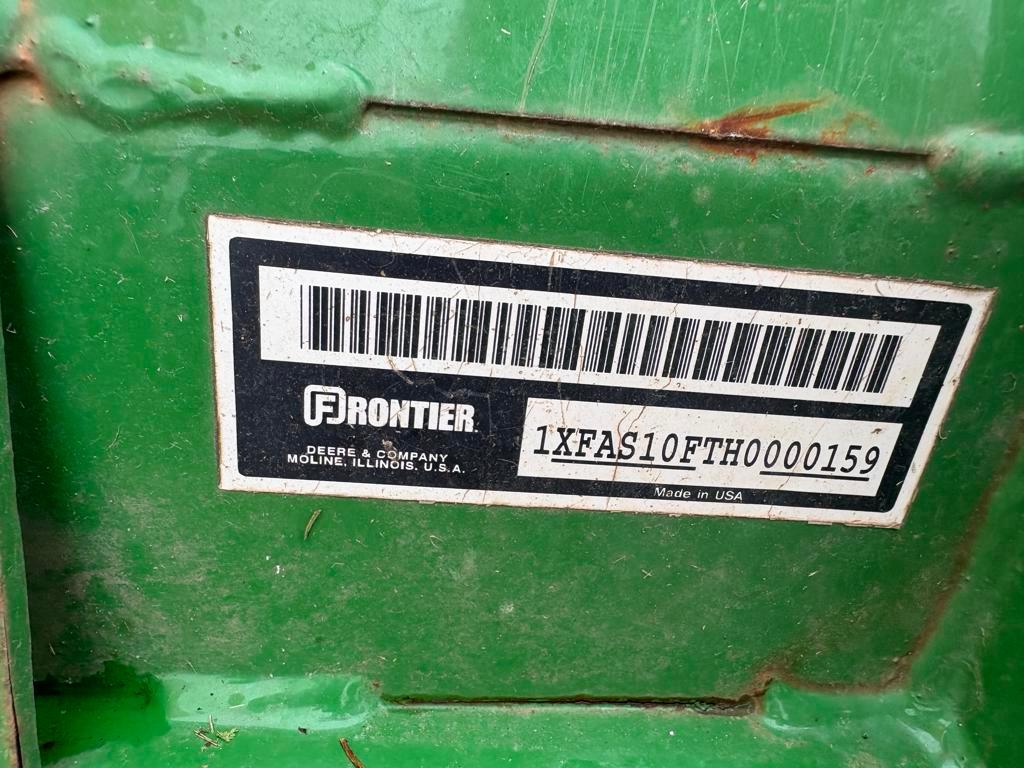 FRONTIER
DEERE & COMPANY
MOLINE, ILLINOIS. U.S.A.
1XFAS10FTH0000159
Made in USA